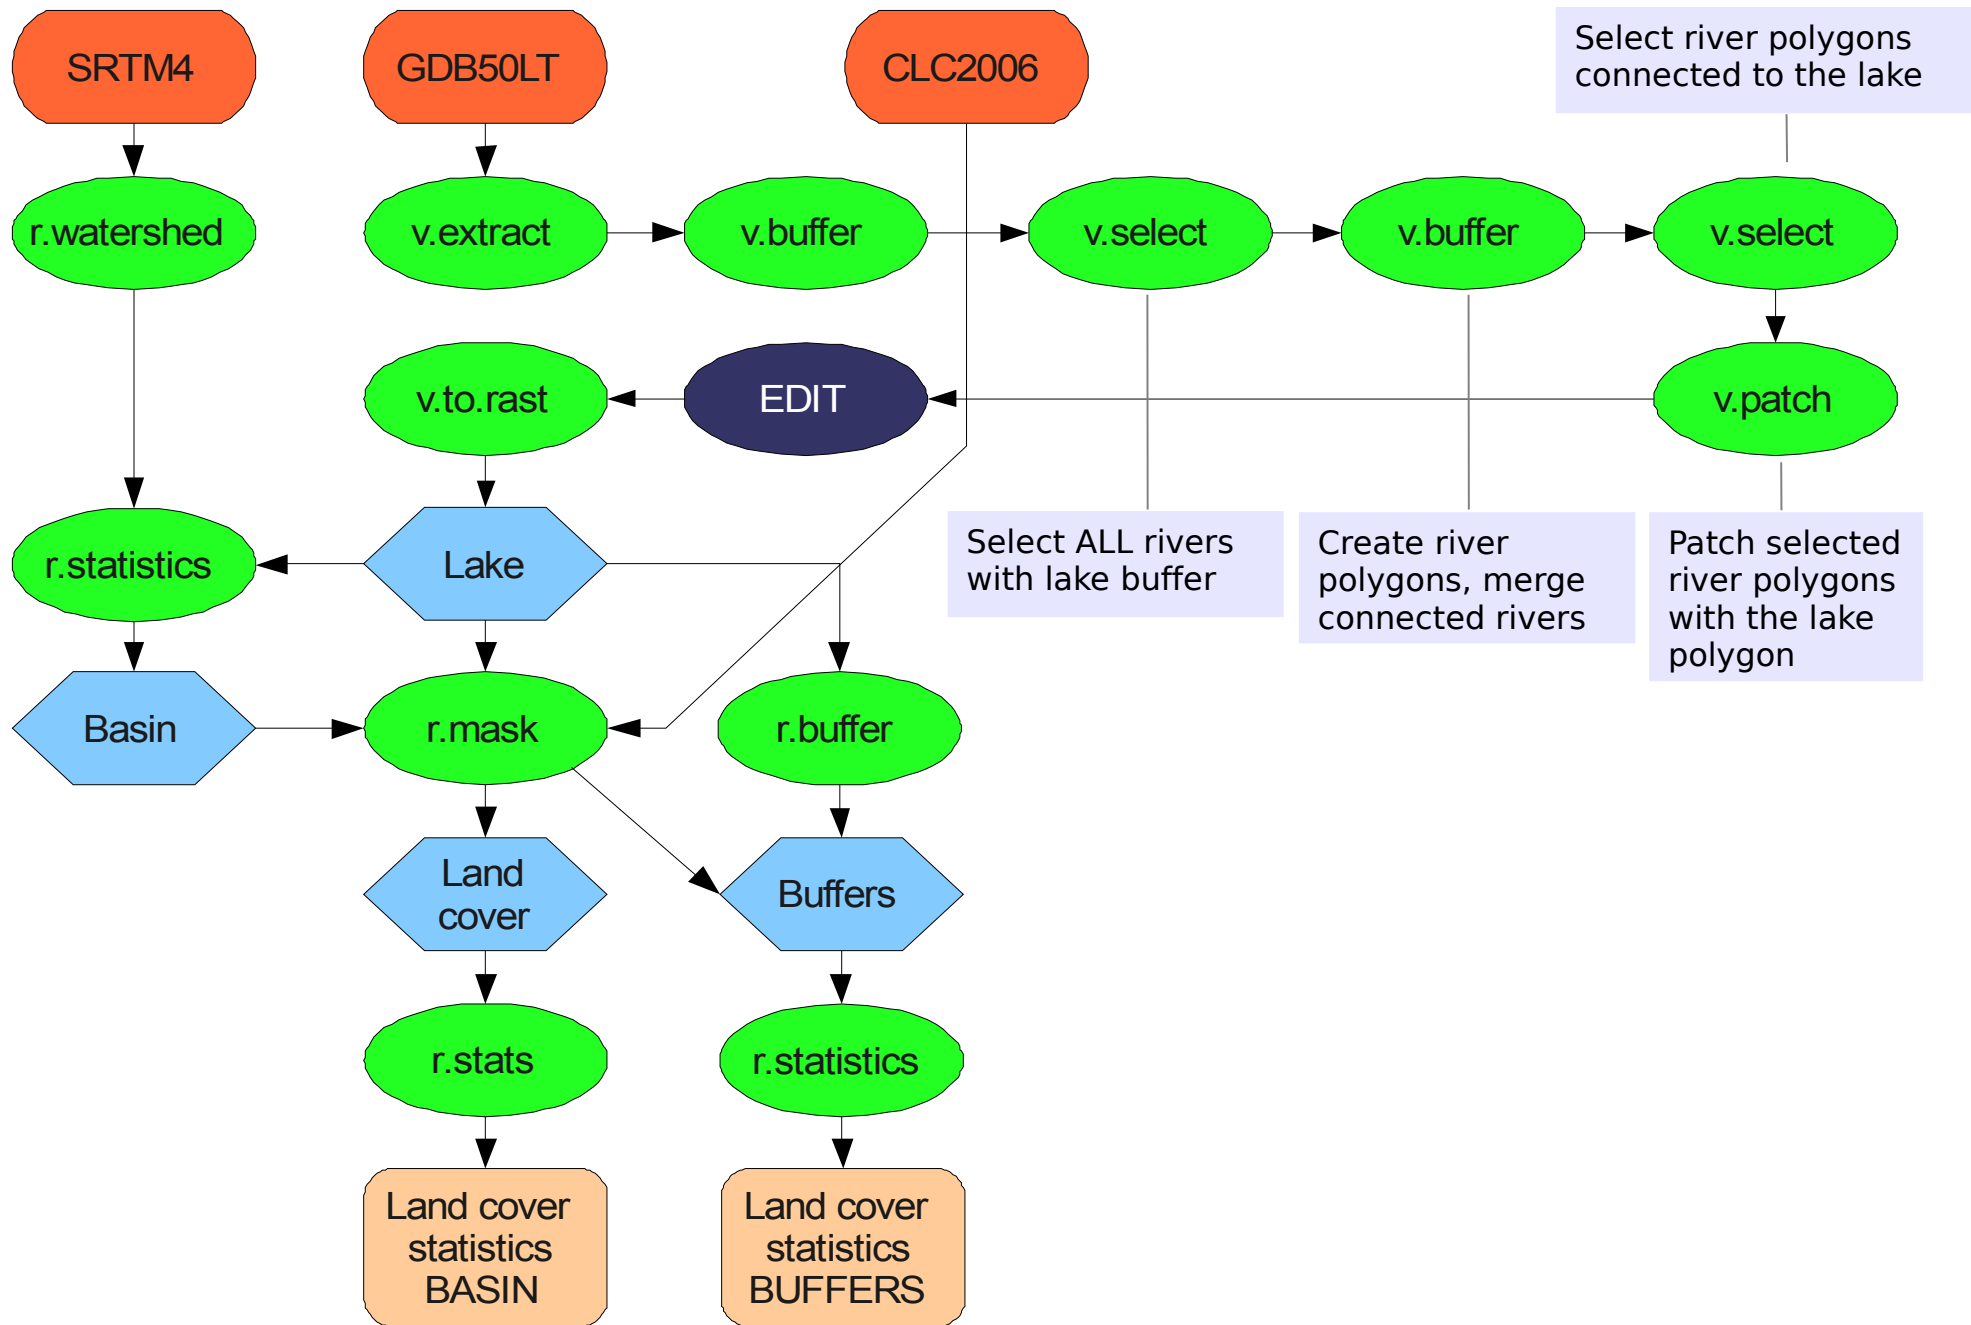 SRTM4
GDB50LT
CLC2006
Select river polygons
connected to the lake
r.watershed
v.extract
v.buffer
v.select
v.buffer
v.select
v.to.rast
EDIT
v.patch
r.statistics
Lake
Select ALL rivers
with lake buffer
Create river
polygons, merge
connected rivers
Patch selected
river polygons
with the lake
polygon
Basin
r.mask
r.buffer
Land
cover
Buffers
r.stats
r.statistics
Land cover
statistics
BASIN
Land cover
statistics
BUFFERS